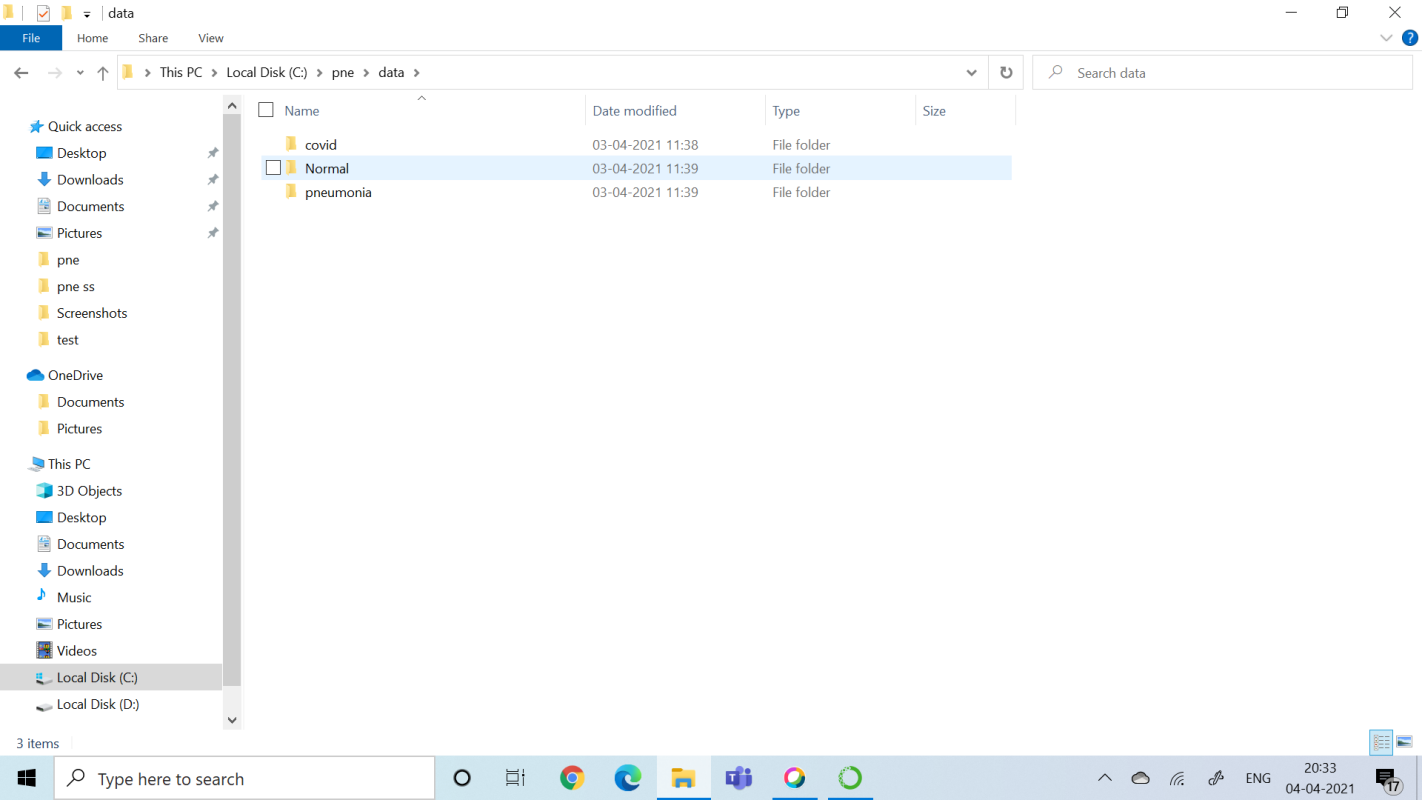 data
File Home Share View
This PC Local Disk (C:) pne data
Search data
Name Date modified Type Size
covid 03-04-2021 11:38 File folder
Normal 03-04-2021 11:39 File folder
pneumonia 03-04-2021 11:39 File folder
Quick access
Desktop
Downloads
Documents
Pictures
pne
pne ss
Screenshots
test
OneDrive
Documents
Pictures
This PC
3D Objects
Desktop
Documents
Downloads
Music
Pictures
Videos
Local Disk (C:)
Local Disk (D:)
3 items
Type here to search
ENG
20:33
04-04-2021
17